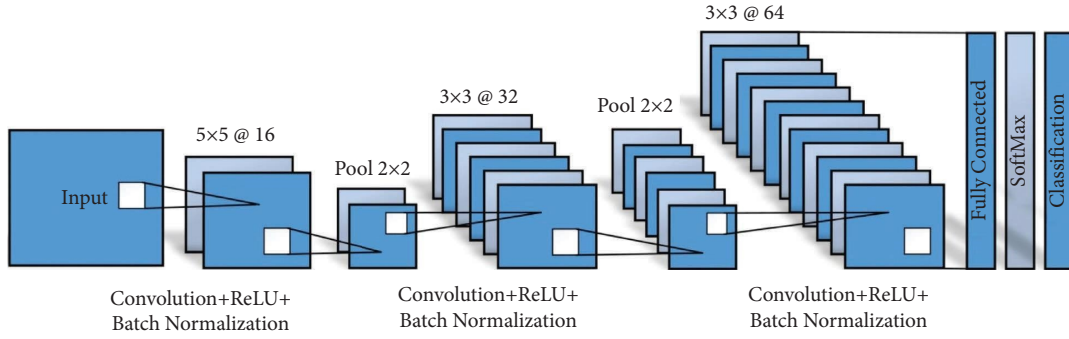 Input
5×5 @ 16
Convolution+ReLU+
Batch Normalization
Pool 2×2
3×3 @ 32
Convolution+ReLU+
Batch Normalization
Pool 2×2
3×3 @ 64
Convolution+ReLU+
Batch Normalization
Fully Connected
SoftMax
Classification